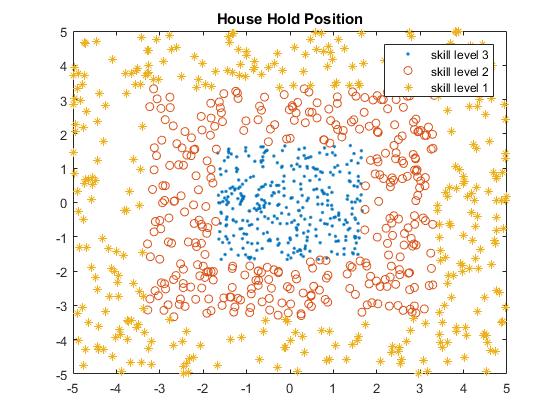 House Hold Position
5
4
3
2
1
0
-1
-2
-3
-4
-5
skill level 3
skill level 2
skill level 1
-5 -4 -3 -2 -1 0 1 2 3 4 5